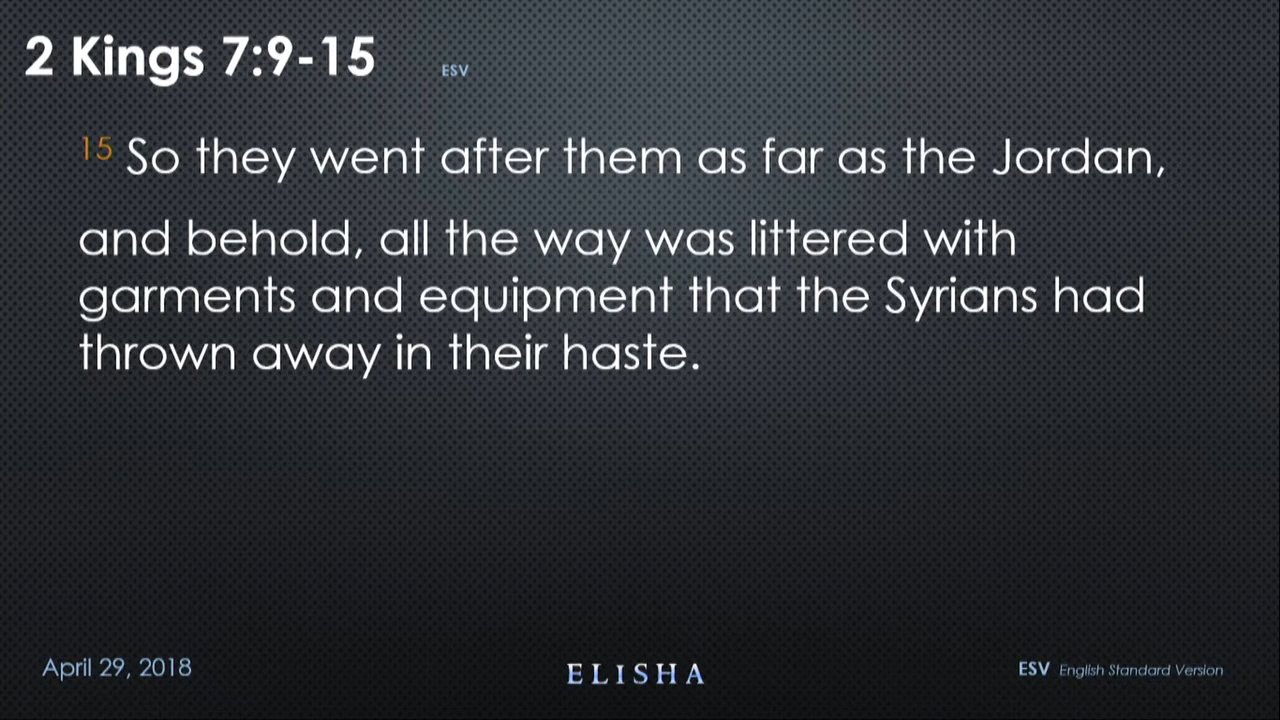 2 Kings 7:9-15 ESV
15 So they went after them as far as the Jordan,
and behold, all the way was littered with
garments and equipment that the Syrians had
thrown away in their haste.
April 29, 2018 ELISHA ESV English Standard Version